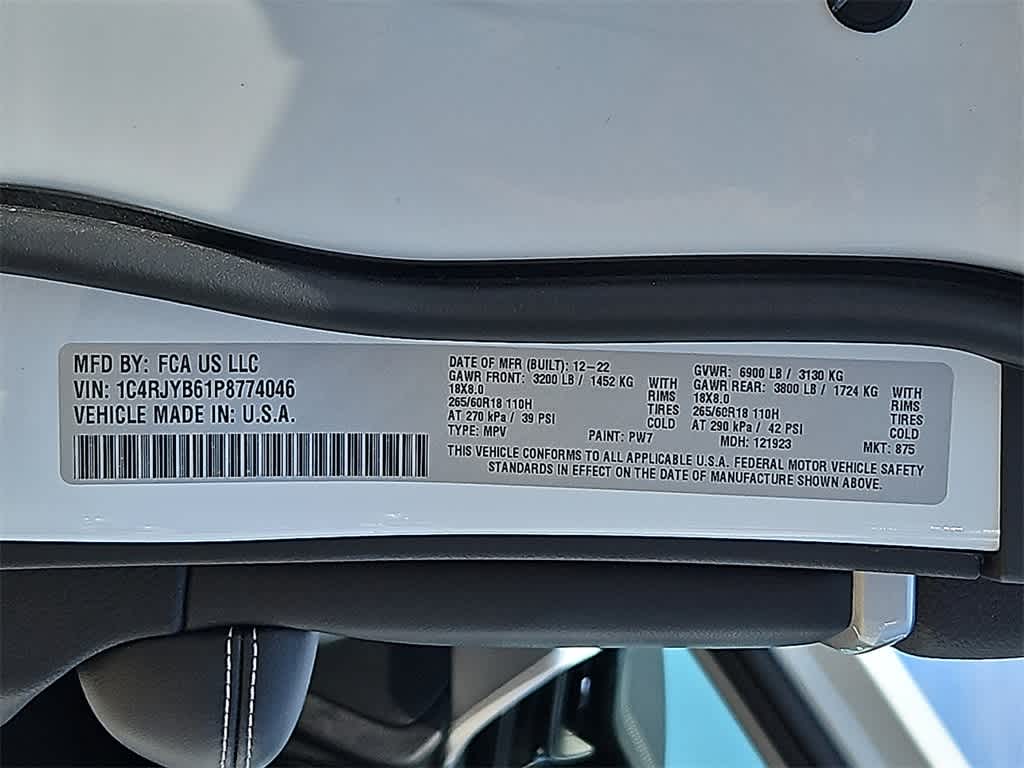 MFD BY: FCA US LLC
VIN: 1C4RJYB61P8774046
VEHICLE MADE IN: U.S.A.
DATE OF MFR (BUILT): 12-22
GAWR FRONT: 3200 LB / 1452 KG
18X8.0
265/60R18 110H
AT 270 kPa / 39 PSI
TYPE: MPV
WITH
RIMS
TIRES
COLD
PAINT: PW7
GVWR: 6900 LB / 3130 KG
GAWR REAR: 3800 LB / 1724 KG
18X8.0
265/60R18 110H
AT 290 kPa / 42 PSI
MDH: 121923
WITH
RIMS
TIRES
COLD
MKT: 875
THIS VEHICLE CONFORMS TO ALL APPLICABLE U.S.A. FEDERAL MOTOR VEHICLE SAFETY
STANDARDS IN EFFECT ON THE DATE OF MANUFACTURE SHOWN ABOVE.